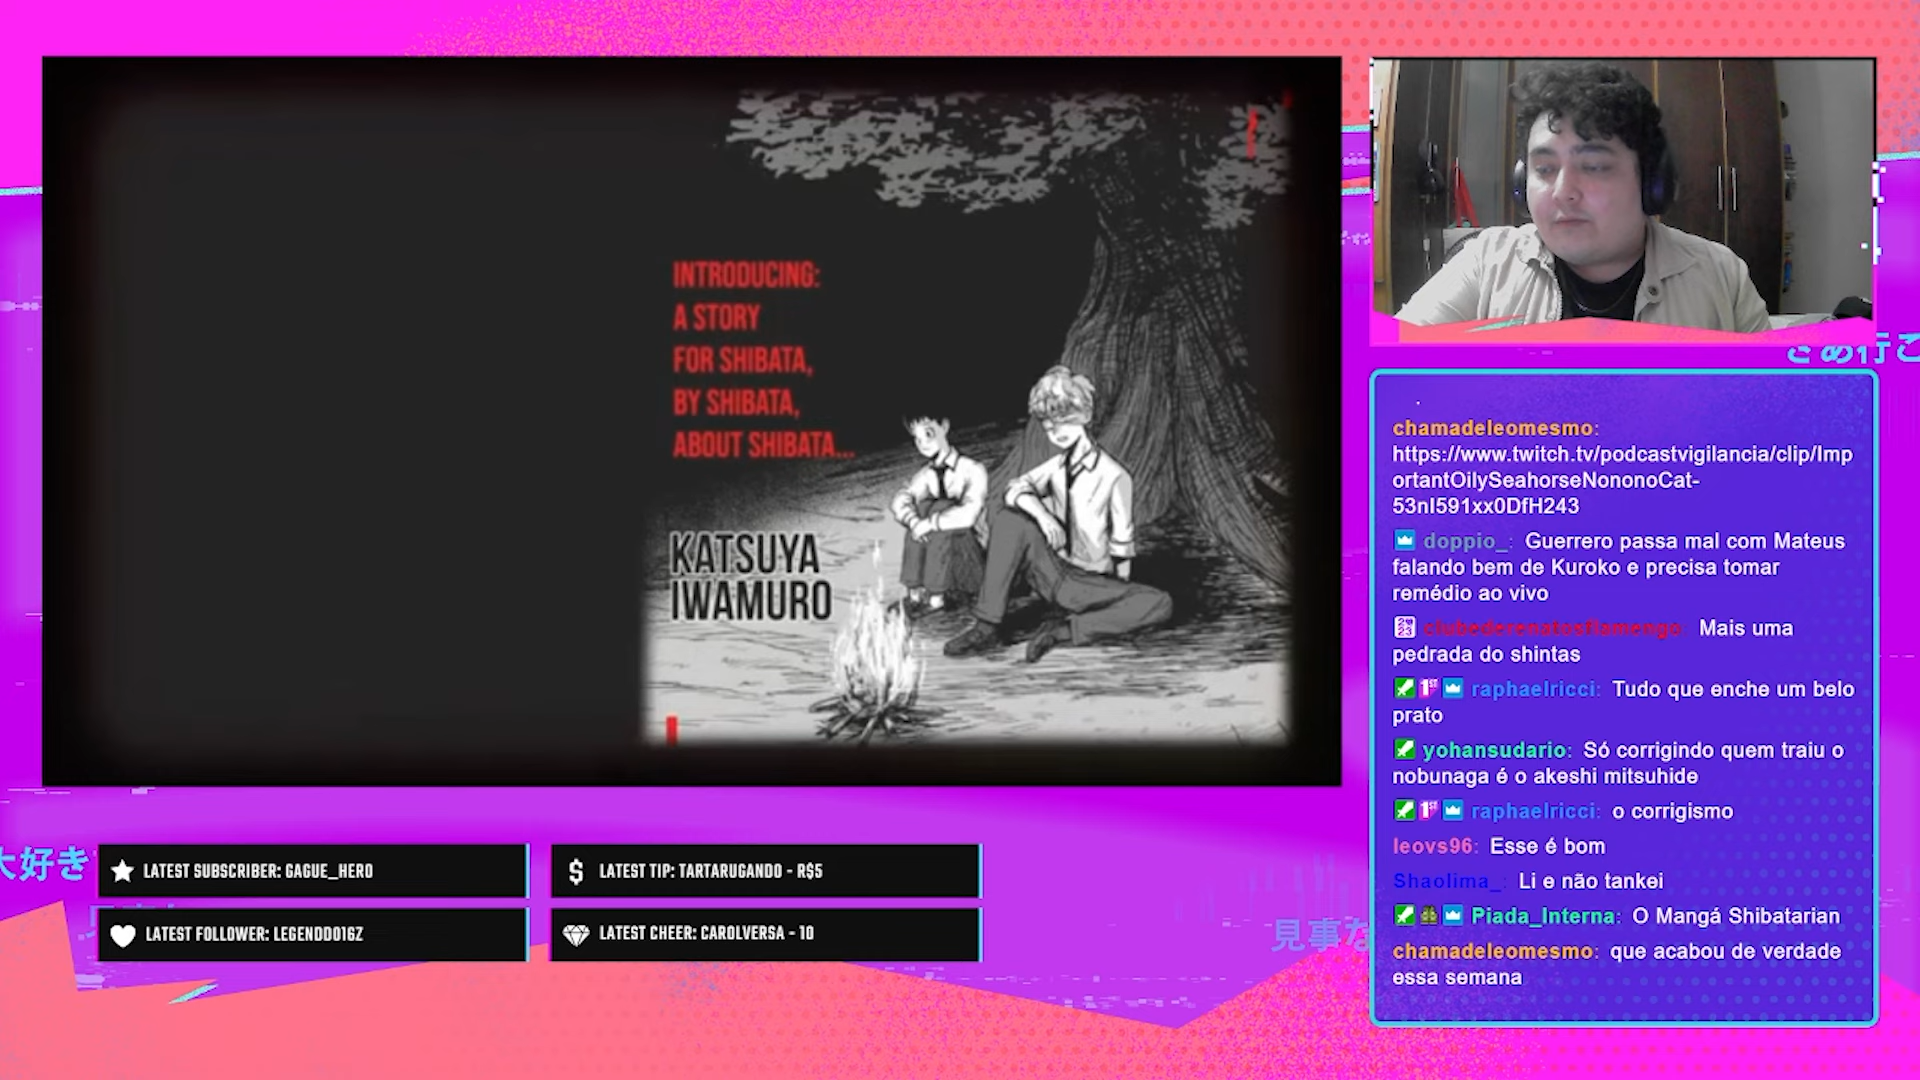 INTRODUCING:
A STORY
FOR SHIBATA,
BY SHIBATA,
ABOUT SHIBATA...
KATSUYA
IWAMURO
chamadeleomesmo:
https://www.twitch.tv/podcastvigilancia/clip/Imp
ortantOilySeahorseNononoCat-
53nI591xx0DfH243
doppio_: Guerrero passa mal com Mateus
falando bem de Kuroko e precisa tomar
remédio ao vivo
clubederenatosflamengo: Mais uma
pedrada do shintas
raphaelricci: Tudo que enche um belo
prato
yohansudario: Só corrigindo quem traiu o
nobunaga é o akeshi mitsuhide
raphaelricci: o corrigismo
leovs96: Esse é bom
Shaolima_: Li e não tankei
Piada_Interna: O Mangá Shibatarian
chamadeleomesmo: que acabou de verdade
essa semana
LATEST SUBSCRIBER: GAGUE_HERO
LATEST TIP: TARTARUGANDO - R$5
LATEST FOLLOWER: LEGENDD016Z
LATEST CHEER: CAROLVERSA - 10
大好き
見事な